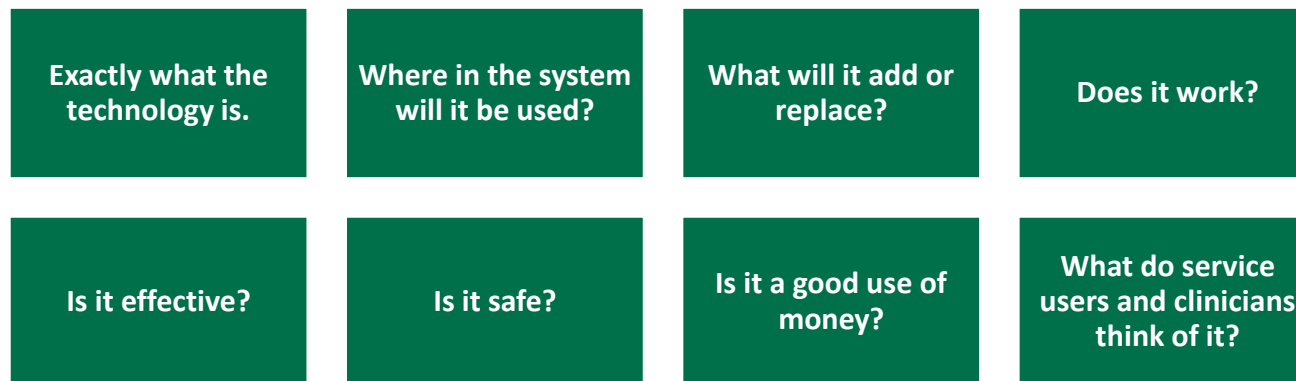 Exactly what the
technology is.
Where in the system
will it be used?
What will it add or
replace?
Does it work?
Is it effective?
Is it safe?
Is it a good use of
money?
What do service
users and clinicians
think of it?